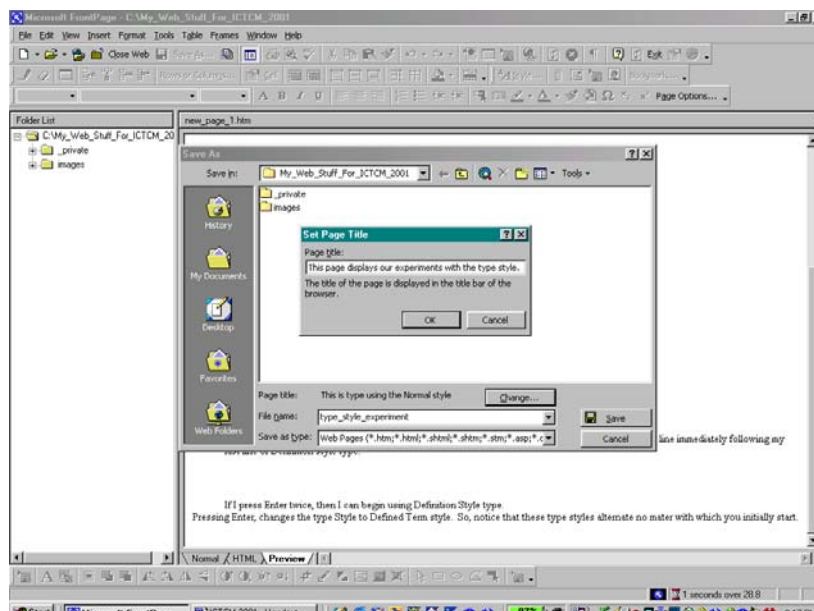 Microsoft FrontPage - C:\My_Web_Stuff_For_ICTCM_2001
File Edit View Insert Format Tools Table Frames Window Help
Close Web Save As... Exit
A B I U Page Options...
Folder List
new_page_1.htm
C:\My_Web_Stuff_For_ICTCM_20
_private
images
Save As
Save in: My_Web_Stuff_For_ICTCM_2001 Tools
_private
images
History
My Documents
Desktop
Favorites
Web Folders
Set Page Title
Page title:
This page displays our experiments with the type style.
The title of the page is displayed in the title bar of the
browser.
OK Cancel
Page title: This is type using the Normal style Change...
File name: type_style_experiment Save
Save as type: Web Pages (*.htm;*.html;*.shtml;*.shtm;*.stm;*.asp;*.c Cancel
line immediately following my
If I press Enter twice, then I can begin using Definition Style type.
Pressing Enter, changes the type Style to Defined Term style. So, notice that these type styles alternate no mater with which you initially start.
Normal HTML Preview
1 seconds over 28.8
97%